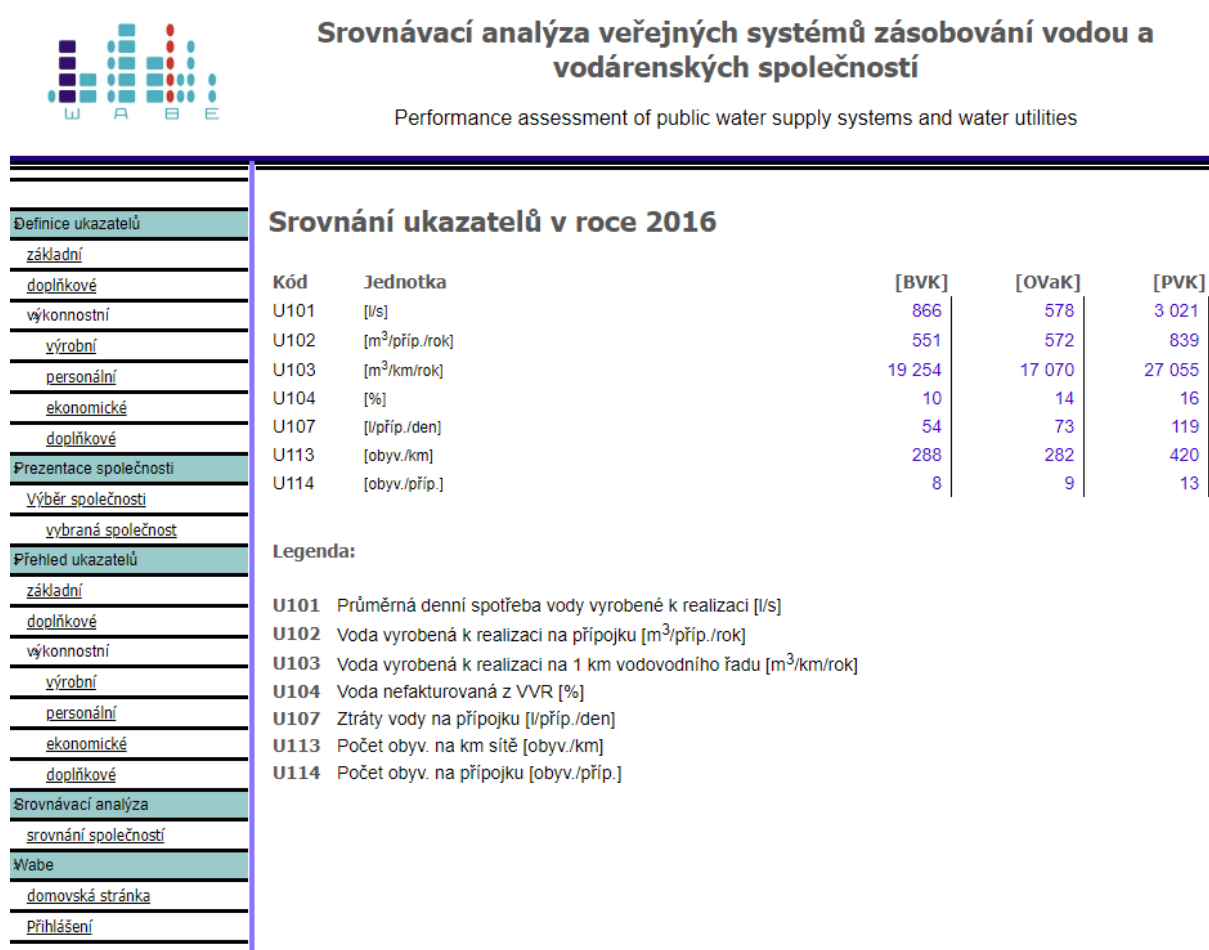 W A B E
Srovnávací analýza veřejných systémů zásobování vodou a
vodárenských společností
Performance assessment of public water supply systems and water utilities
Definice ukazatelů
základní
doplňkové
výkonnostní
výrobní
personální
ekonomické
doplňkové
Prezentace společnosti
Výběr společnosti
vybraná společnost
Přehled ukazatelů
základní
doplňkové
výkonnostní
výrobní
personální
ekonomické
doplňkové
Srovnávací analýza
srovnání společností
Wabe
domovská stránka
Přihlášení
Srovnání ukazatelů v roce 2016
Kód Jednotka [BVK] [OVaK] [PVK]
U101 [l/s] 866 578 3 021
U102 [m³/příp./rok] 551 572 839
U103 [m³/km/rok] 19 254 17 070 27 055
U104 [%] 10 14 16
U107 [l/příp./den] 54 73 119
U113 [obyv./km] 288 282 420
U114 [obyv./příp.] 8 9 13
Legenda:
U101 Průměrná denní spotřeba vody vyrobené k realizaci [l/s]
U102 Voda vyrobená k realizaci na přípojku [m³/příp./rok]
U103 Voda vyrobená k realizaci na 1 km vodovodního řadu [m³/km/rok]
U104 Voda nefakturovaná z VVR [%]
U107 Ztráty vody na přípojku [l/příp./den]
U113 Počet obyv. na km sítě [obyv./km]
U114 Počet obyv. na přípojku [obyv./příp.]